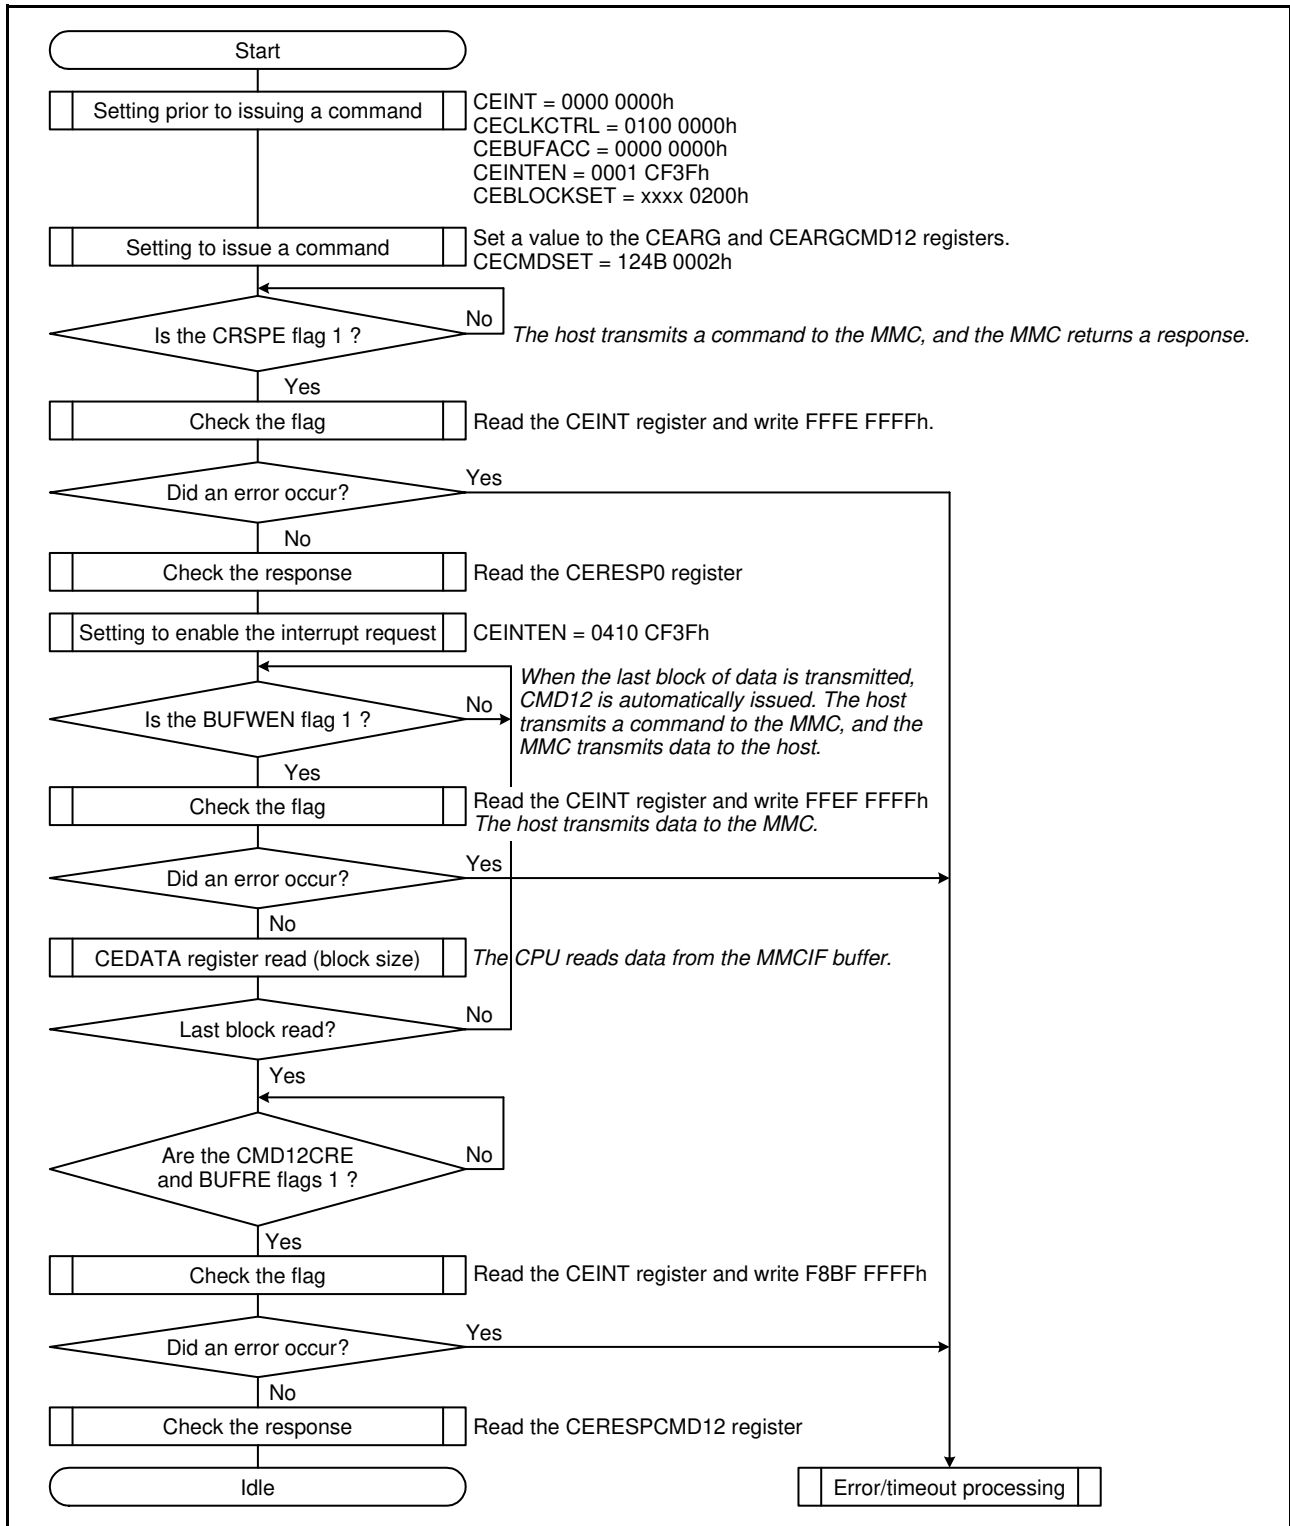 Start
Setting prior to issuing a command
CEINT = 0000 0000h
CECLKCTRL = 0100 0000h
CEBUFACC = 0000 0000h
CEINTEN = 0001 CF3Fh
CEBLOCKSET = xxxx 0200h
Setting to issue a command
Set a value to the CEARG and CEARGCMD12 registers.
CECMDSET = 124B 0002h
Is the CRSPE flag 1 ?
No
The host transmits a command to the MMC, and the MMC returns a response.
Yes
Check the flag
Read the CEINT register and write FFFE FFFFh.
Did an error occur?
Yes
No
Check the response
Read the CERESP0 register
Setting to enable the interrupt request
CEINTEN = 0410 CF3Fh
Is the BUFWEN flag 1 ?
No
When the last block of data is transmitted,
CMD12 is automatically issued. The host
transmits a command to the MMC, and the
MMC transmits data to the host.
Yes
Check the flag
Read the CEINT register and write FFEF FFFFh
The host transmits data to the MMC.
Did an error occur?
Yes
No
CEDATA register read (block size)
The CPU reads data from the MMCIF buffer.
Last block read?
No
Yes
Are the CMD12CRE
and BUFRE flags 1 ?
No
Yes
Check the flag
Read the CEINT register and write F8BF FFFFh
Did an error occur?
Yes
No
Check the response
Read the CERESPCMD12 register
Idle
Error/timeout processing